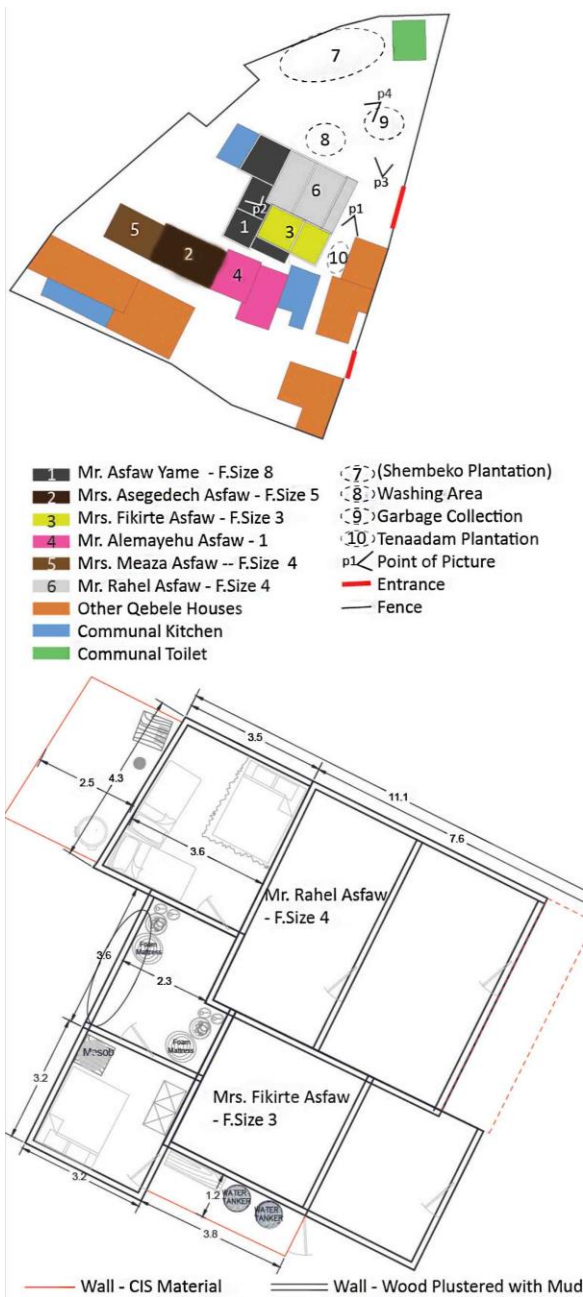 7
p4
9
8
p3
6
p2
p1
1
3
5
10
2
4
1 Mr. Asfaw Yame - F.Size 8
2 Mrs. Asegedech Asfaw - F.Size 5
3 Mrs. Fikirte Asfaw - F.Size 3
4 Mr. Alemayehu Asfaw - 1
5 Mrs. Meaza Asfaw -- F.Size 4
6 Mr. Rahel Asfaw - F.Size 4
Other Qebele Houses
Communal Kitchen
Communal Toilet
7 (Shembeko Plantation)
8 Washing Area
9 Garbage Collection
10 Tenaadam Plantation
p1 Point of Picture
Entrance
Fence
3.5
11.1
7.6
4.3
2.5
3.6
Mr. Rahel Asfaw
- F.Size 4
3.6
Foam
Mattress
2.3
Foam
Mattress
Mesob
3.2
Mrs. Fikirte Asfaw
- F.Size 3
3.2
1.2
WATER
TANKER
WATER
TANKER
3.8
Wall - CIS Material
Wall - Wood Plustered with Mud